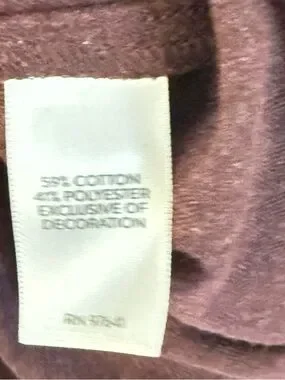 59% COTTON
41% POLYESTER
EXCLUSIVE OF
DECORATION
RN